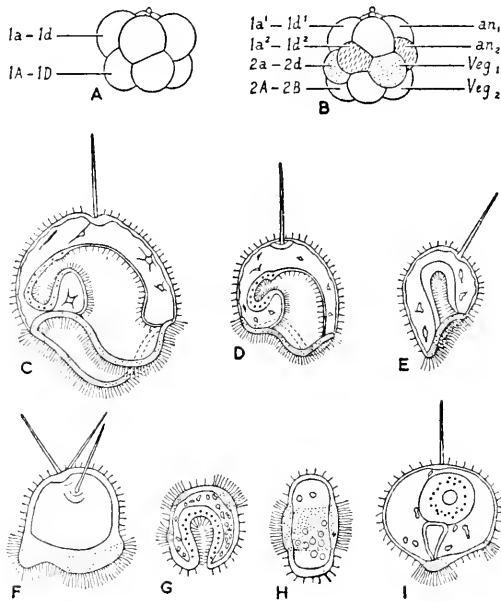 1a–1d
1A–1D
A
1a¹–1d¹
1a²–1d²
2a–2d
2A–2B
an₁
an₂
Veg₁
Veg₂
B
C
D
E
F
G
H
I